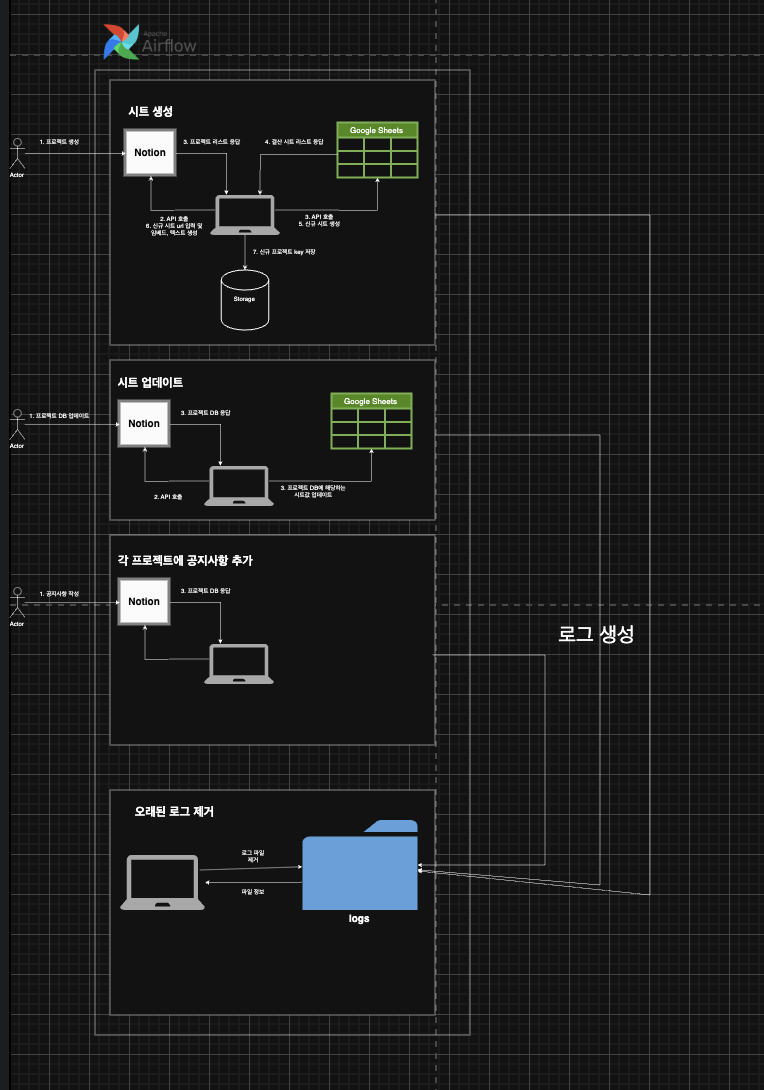 Apache
Airflow
시트 생성
1. 프로젝트 생성
Actor
Notion
3. 프로젝트 리스트 응답
4. 결산 시트 리스트 응답
Google Sheets
2. API 호출
6. 신규 시트 url 입력 및
임베드, 텍스트 생성
3. API 호출
5. 신규 시트 생성
7. 신규 프로젝트 key 저장
Storage
시트 업데이트
1. 프로젝트 DB 업데이트
Actor
Notion
3. 프로젝트 DB 응답
Google Sheets
2. API 호출
3. 프로젝트 DB에 해당하는
시트값 업데이트
각 프로젝트에 공지사항 추가
1. 공지사항 작성
Actor
Notion
3. 프로젝트 DB 응답
로그 생성
오래된 로그 제거
로그 파일
제거
파일 정보
logs